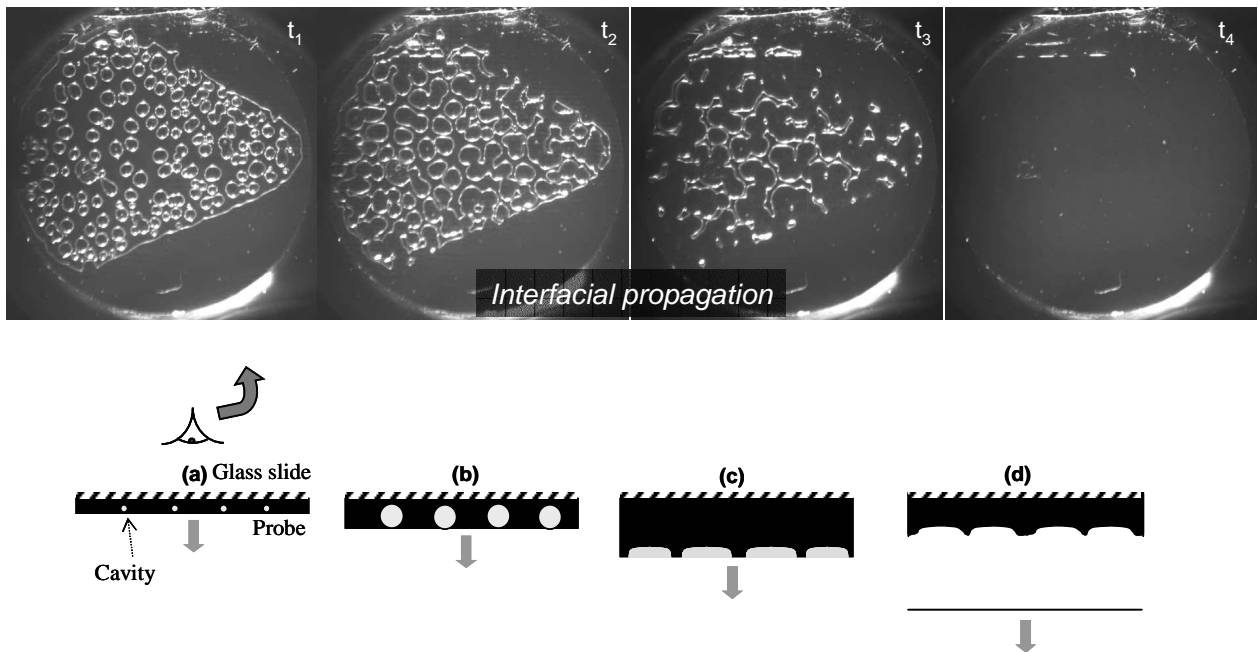 t1
t2
t3
t4
Interfacial propagation
(a) Glass slide
(b)
(c)
(d)
Probe
Cavity